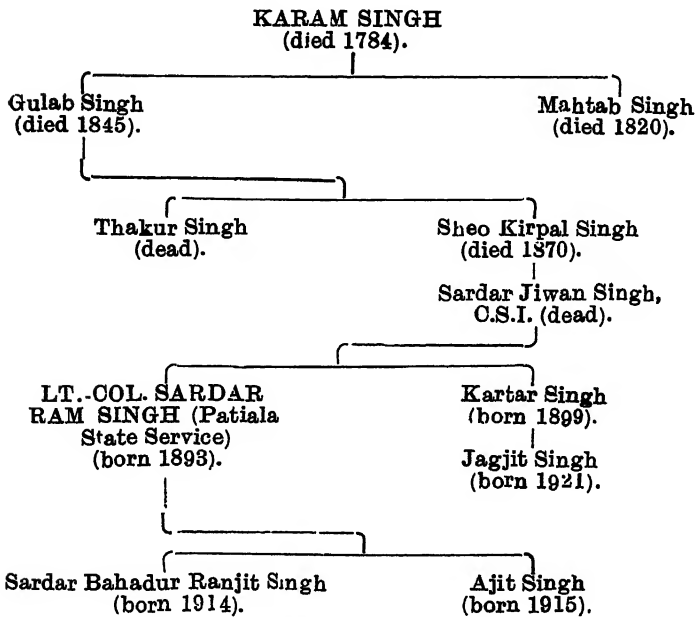 KARAM SINGH
(died 1784).
Gulab Singh
(died 1845).
Mahtab Singh
(died 1820).
Thakur Singh
(dead).
Sheo Kirpal Singh
(died 1870).
Sardar Jiwan Singh,
C.S.I. (dead).
LT.-COL. SARDAR
RAM SINGH (Patiala
State Service)
(born 1893).
Kartar Singh
(born 1899).
Jagjit Singh
(born 1921).
Sardar Bahadur Ranjit Singh
(born 1914).
Ajit Singh
(born 1915).